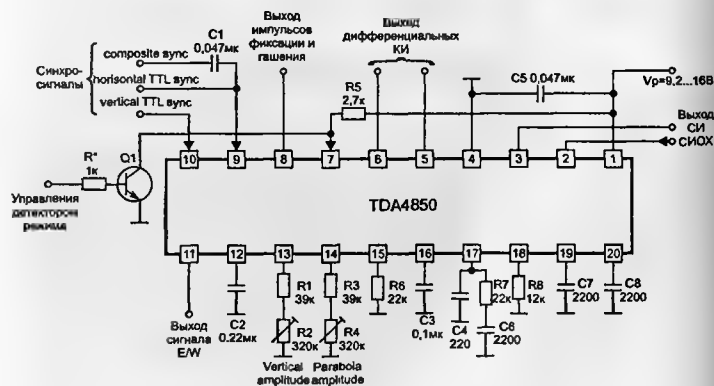 C1
0,047мк
composite sync
Синхро-
сигналы
horisontal TTL sync
vertical TTL sync
Выход
импульсов
фиксации и
гашения
Выход
дифференциальных
КИ
R5
2,7к
C5 0,047мк
Vp=9,2...16В
Выход
СИ
СИОХ
R*
1к
Q1
Управления
детектором
режима
10
9
8
7
6
5
4
3
2
1
TDA4850
11
12
13
14
15
16
17
18
19
20
Выход
сигнала
E/W
C2
0.22мк
R1
39к
R2
320к
Vertical
amplitude
R3
39к
R4
320к
Parabola
amplitude
R6
22к
C3
0,1мк
C4
220
R7
22к
C6
2200
R8
12к
C7
2200
C8
2200